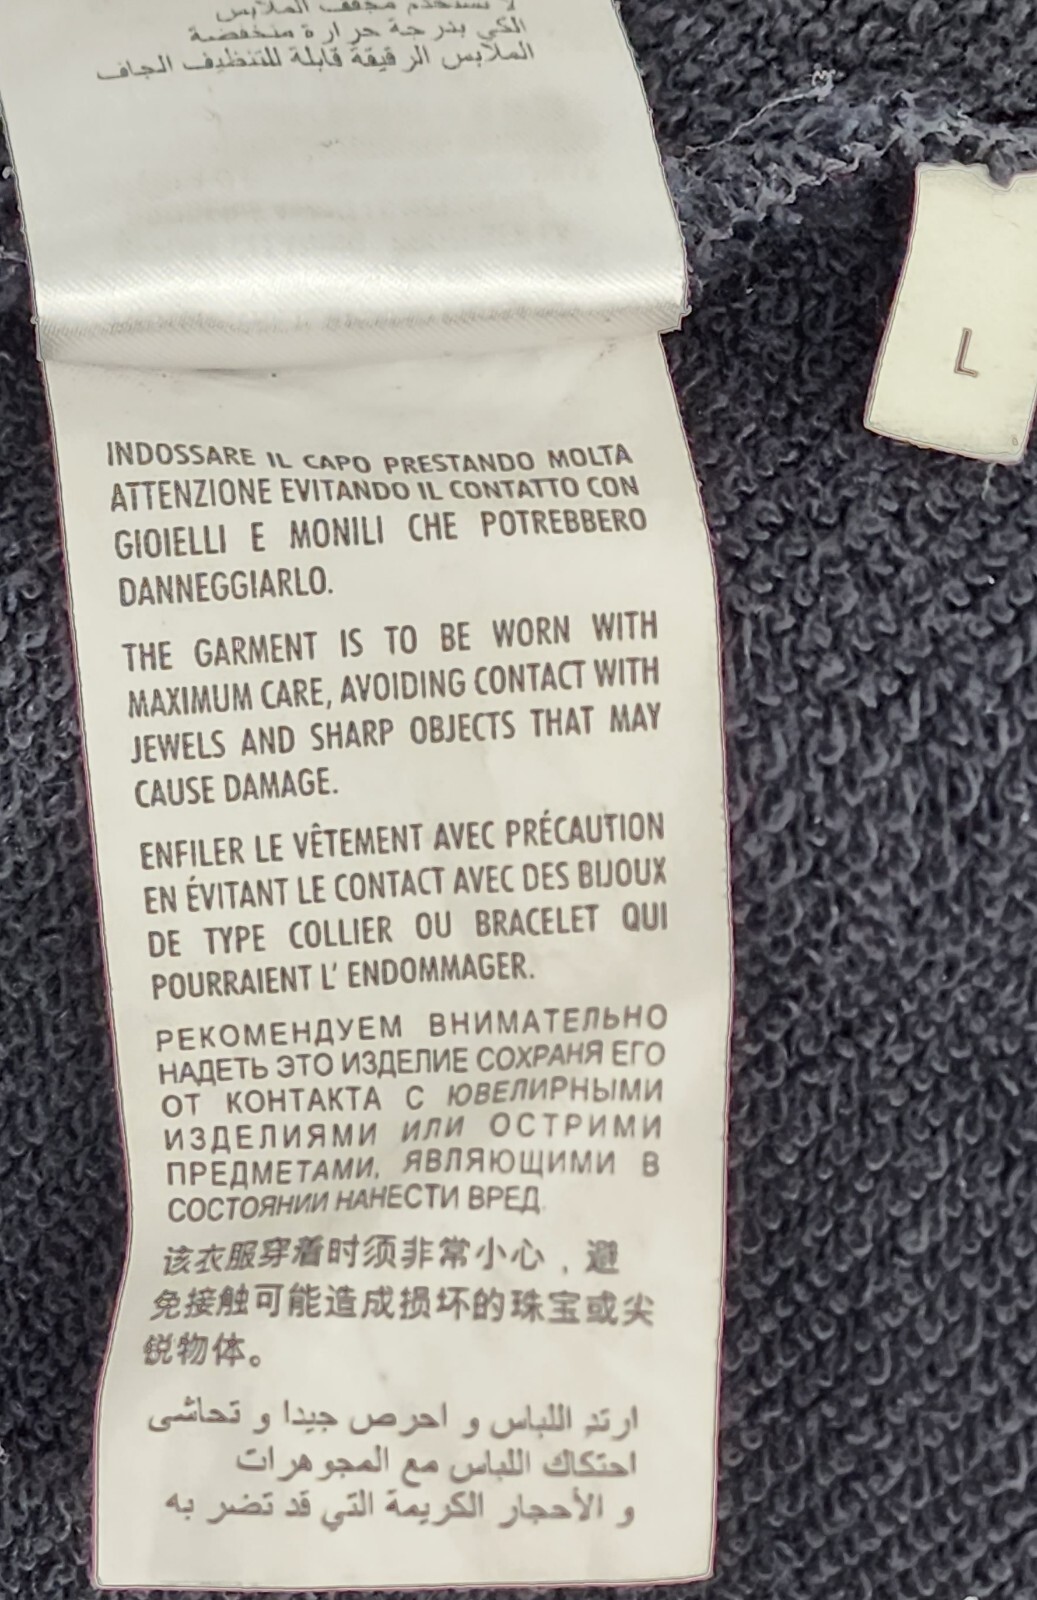 لا تستخدم مجفف الملابس
الكي بدرجة حرارة منخفضة
الملابس الرقيقة قابلة للتنظيف الجاف
L
INDOSSARE IL CAPO PRESTANDO MOLTA
ATTENZIONE EVITANDO IL CONTATTO CON
GIOIELLI E MONILI CHE POTREBBERO
DANNEGGIARLO.
THE GARMENT IS TO BE WORN WITH
MAXIMUM CARE, AVOIDING CONTACT WITH
JEWELS AND SHARP OBJECTS THAT MAY
CAUSE DAMAGE.
ENFILER LE VÊTEMENT AVEC PRÉCAUTION
EN ÉVITANT LE CONTACT AVEC DES BIJOUX
DE TYPE COLLIER OU BRACELET QUI
POURRAIENT L' ENDOMMAGER.
РЕКОМЕНДУЕМ ВНИМАТЕЛЬНО
НАДЕТЬ ЭТО ИЗДЕЛИЕ СОХРАНЯ ЕГО
ОТ КОНТАКТА С ЮВЕЛИРНЫМИ
ИЗДЕЛИЯМИ ИЛИ ОСТРИМИ
ПРЕДМЕТАМИ, ЯВЛЯЮЩИМИ В
СОСТОЯНИИ НАНЕСТИ ВРЕД.
该衣服穿着时须非常小心，避
免接触可能造成损坏的珠宝或尖
锐物体。
ارتد اللباس و احرص جيدا و تحاشى
احتكاك اللباس مع المجوهرات
و الأحجار الكريمة التي قد تضر به